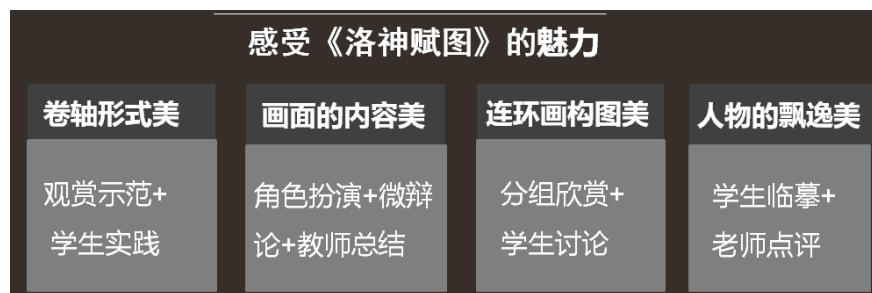 感受《洛神赋图》的魅力
卷轴形式美
观赏示范+
学生实践
画面的内容美
角色扮演+微辩
论+教师总结
连环画构图美
分组欣赏+
学生讨论
人物的飘逸美
学生临摹+
老师点评